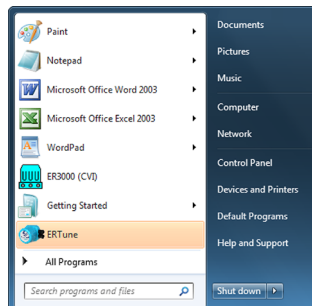 Paint
Notepad
Microsoft Office Word 2003
Microsoft Office Excel 2003
WordPad
ER3000 (CVI)
Getting Started
ERTune
All Programs
Search programs and files
Documents
Pictures
Music
Computer
Network
Control Panel
Devices and Printers
Default Programs
Help and Support
Shut down